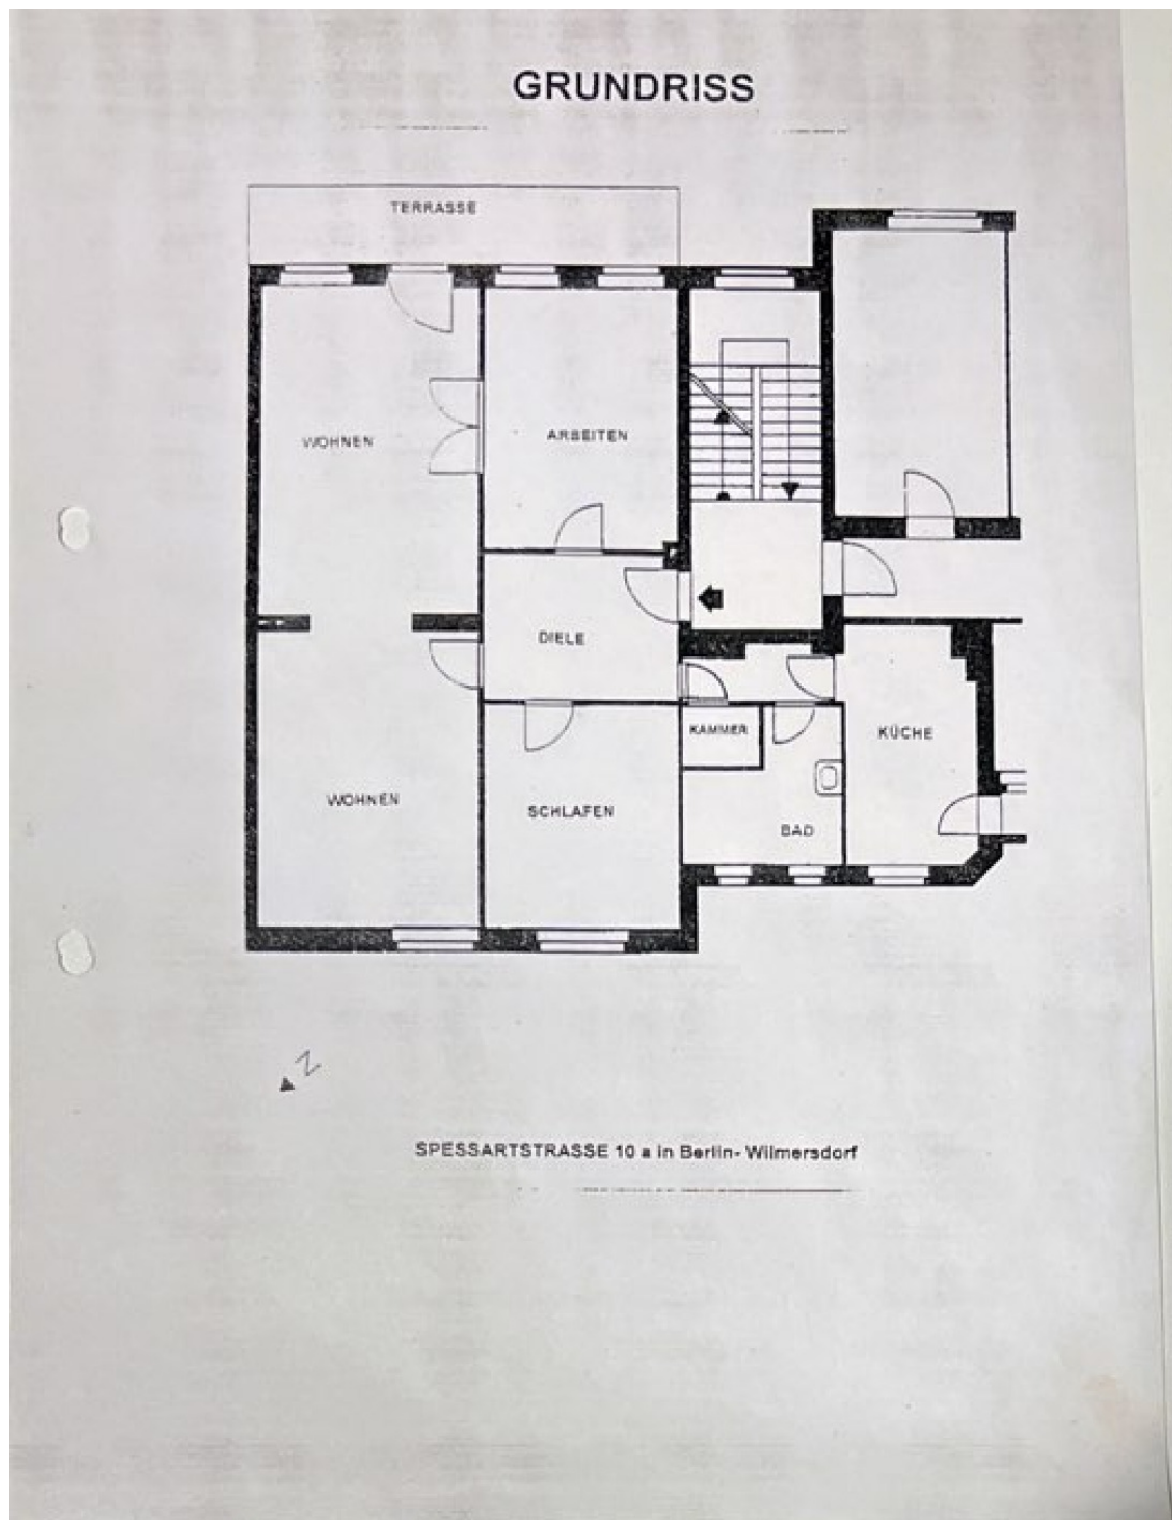 GRUNDRISS
TERRASSE
WOHNEN
ARBEITEN
DIELE
KAMMER
KÜCHE
WOHNEN
SCHLAFEN
BAD
N
SPESSARTSTRASSE 10 a in Berlin- Wilmersdorf